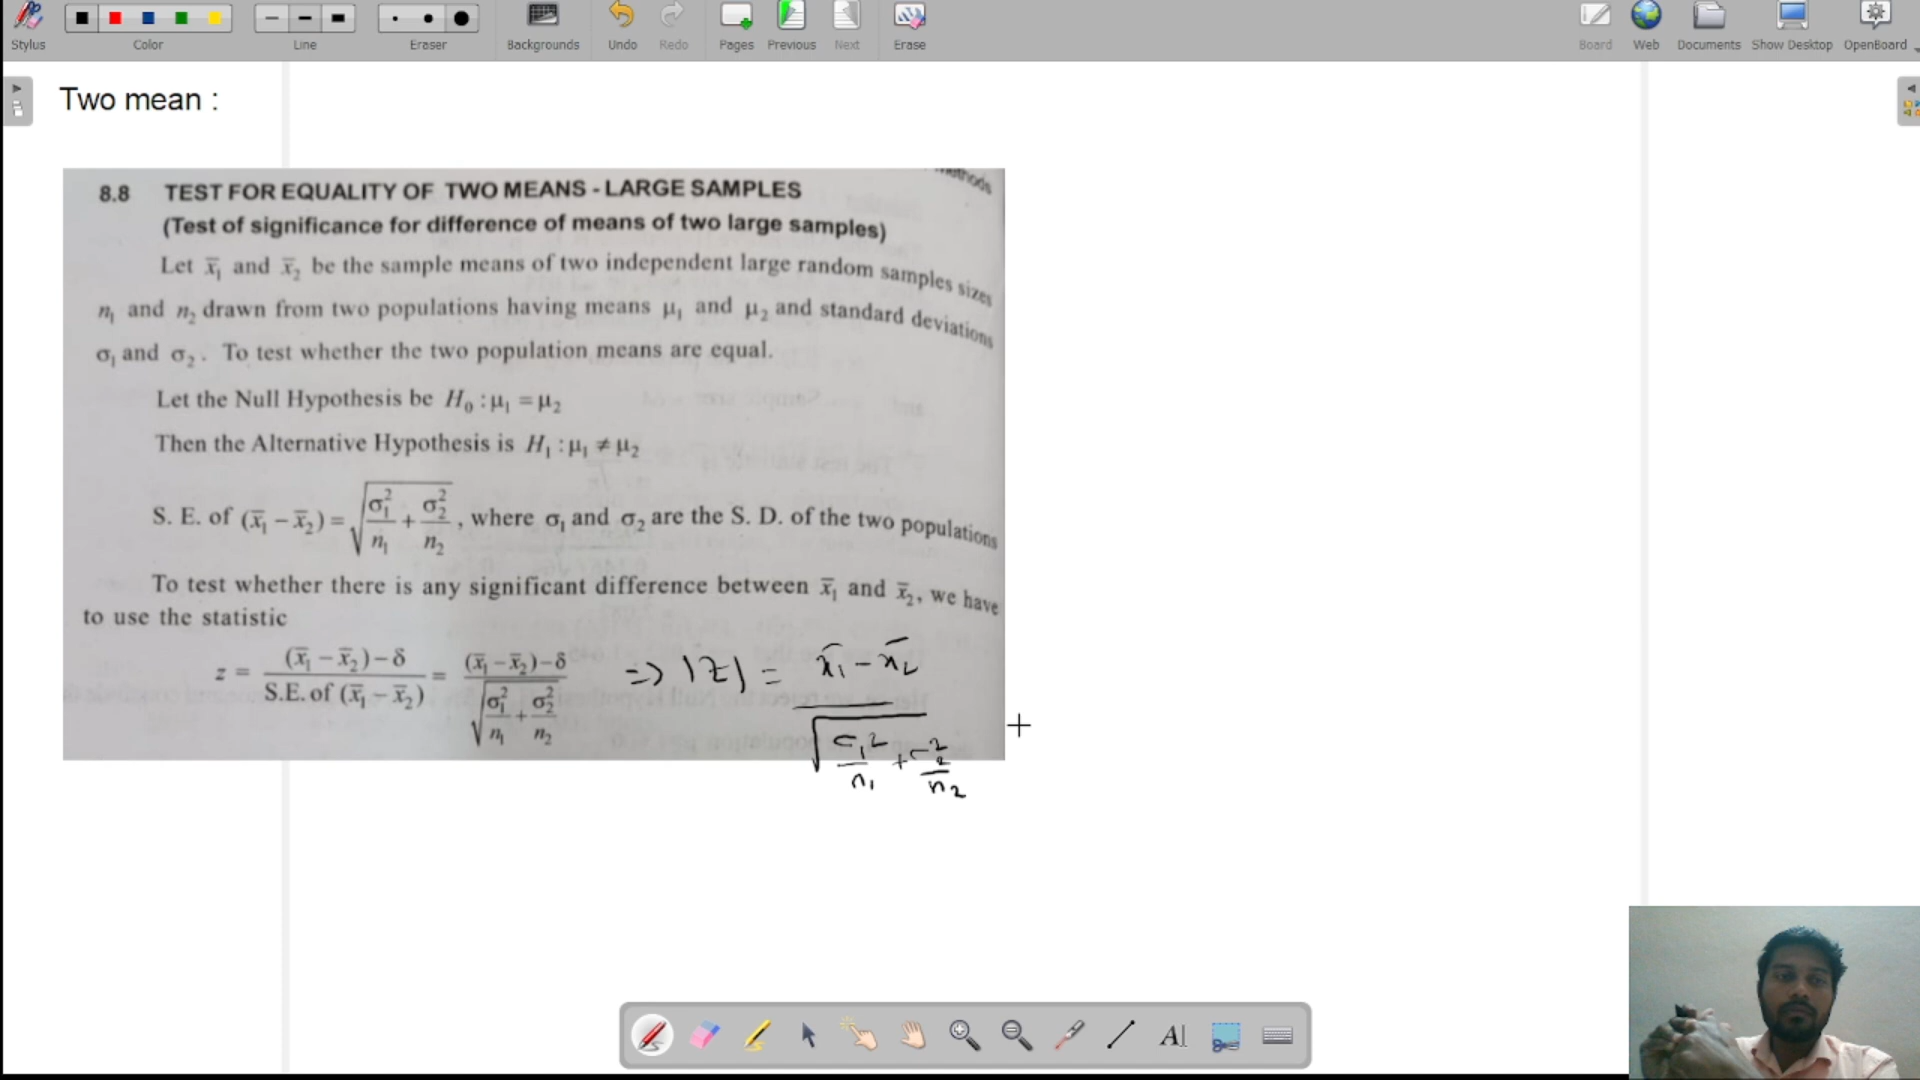 Stylus Color Line Eraser Backgrounds Undo Redo Pages Previous Next Erase Board Web Documents Show Desktop OpenBoard
Two mean :
8.8 TEST FOR EQUALITY OF TWO MEANS - LARGE SAMPLES
(Test of significance for difference of means of two large samples)
Let x̄₁ and x̄₂ be the sample means of two independent large random samples sizes
n₁ and n₂ drawn from two populations having means μ₁ and μ₂ and standard deviations
σ₁ and σ₂. To test whether the two population means are equal.
Let the Null Hypothesis be H₀ : μ₁ = μ₂
Then the Alternative Hypothesis is H₁ : μ₁ ≠ μ₂
S. E. of (x̄₁ − x̄₂) = √(σ₁²/n₁ + σ₂²/n₂), where σ₁ and σ₂ are the S. D. of the two populations
To test whether there is any significant difference between x̄₁ and x̄₂, we have
to use the statistic
z = ((x̄₁ − x̄₂) − δ)/(S.E. of (x̄₁ − x̄₂)) = ((x̄₁ − x̄₂) − δ)/√(σ₁²/n₁ + σ₂²/n₂) => |z| = (x̄₁ − x̄₂)/√(σ₁²/n₁ + σ₂²/n₂)